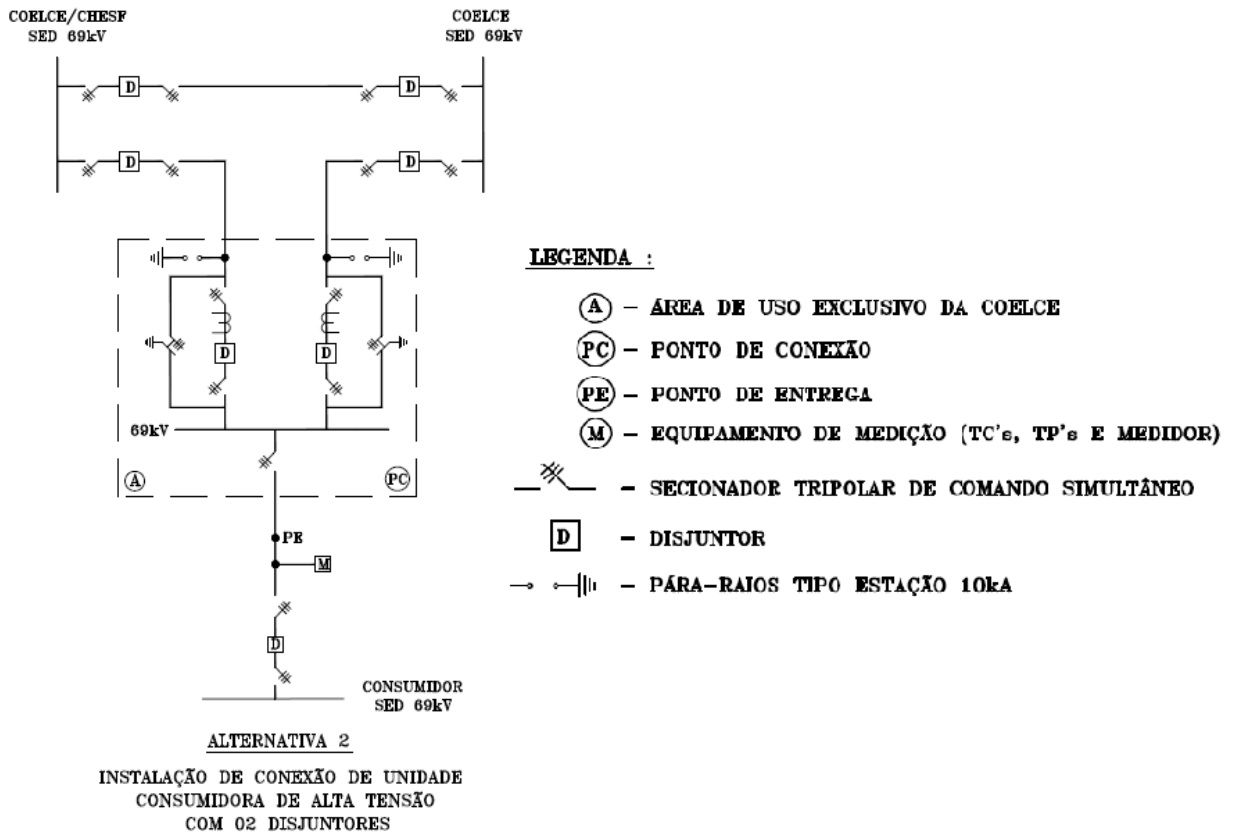 COELCE/CHESF
SED 69kV
COELCE
SED 69kV
D
D
D
D
D
D
69kV
A
PC
PE
M
D
CONSUMIDOR
SED 69kV
ALTERNATIVA 2
INSTALAÇÃO DE CONEXÃO DE UNIDADE
CONSUMIDORA DE ALTA TENSÃO
COM 02 DISJUNTORES
LEGENDA :
A – ÁREA DE USO EXCLUSIVO DA COELCE
PC – PONTO DE CONEXÃO
PE – PONTO DE ENTREGA
M – EQUIPAMENTO DE MEDIÇÃO (TC's, TP's E MEDIDOR)
– SECIONADOR TRIPOLAR DE COMANDO SIMULTÂNEO
D – DISJUNTOR
– PÁRA-RAIOS TIPO ESTAÇÃO 10kA